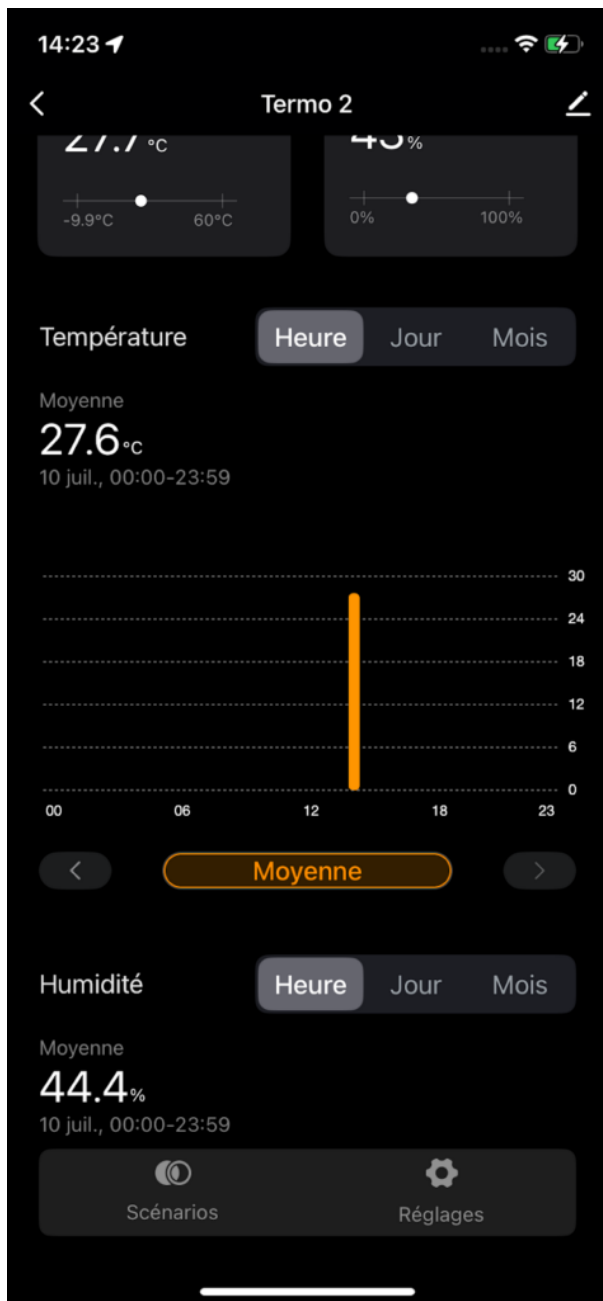 14:23
Termo 2
27.7 °C
%
-9.9°C 60°C
0% 100%
Température Heure Jour Mois
Moyenne
27.6°C
10 juil., 00:00-23:59
30
24
18
12
6
0
00 06 12 18 23
Moyenne
Humidité Heure Jour Mois
Moyenne
44.4%
10 juil., 00:00-23:59
Scénarios Réglages